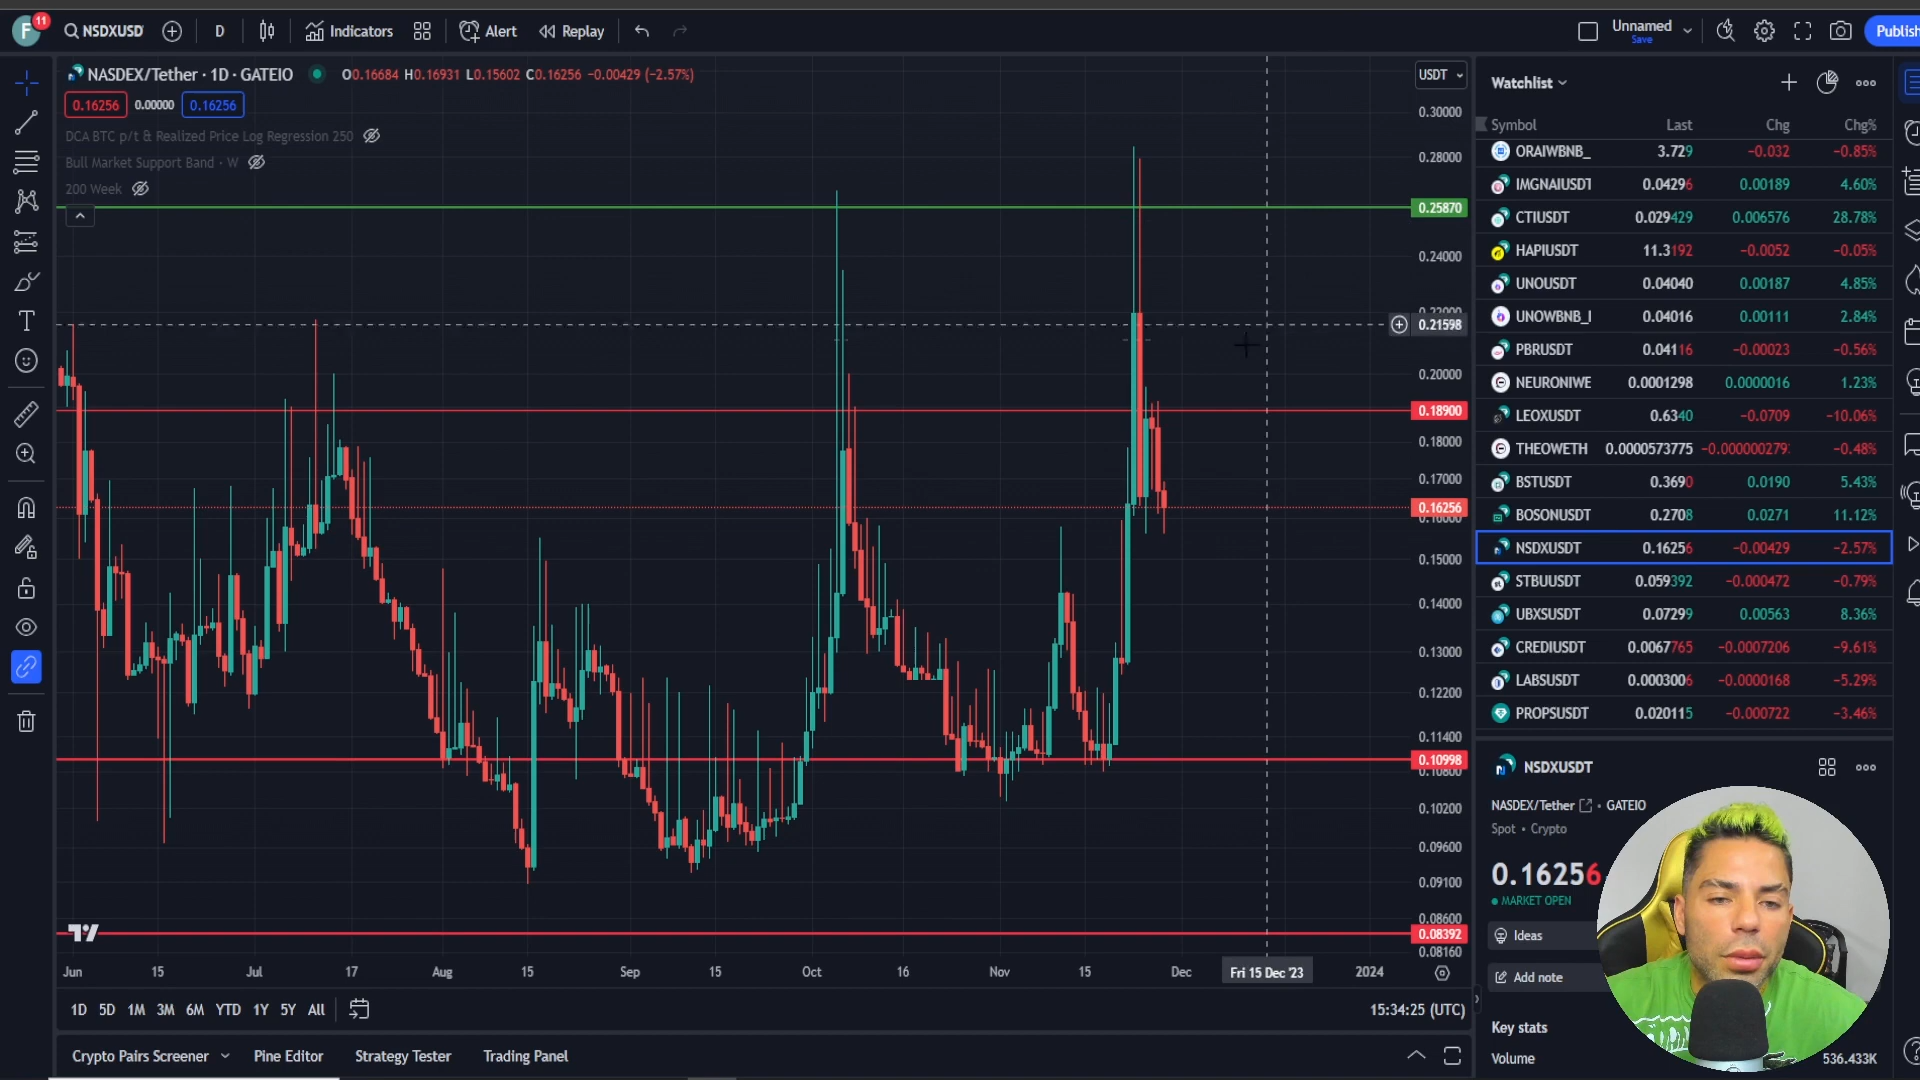 F 11 NSDXUSD D Indicators Alert Replay Unnamed Save Publish
NASDEX/Tether · 1D · GATEIO O0.16684 H0.16931 L0.15602 C0.16256 −0.00429 (−2.57%)
0.16256 0.00000 0.16256
DCA BTC p/t & Realized Price Log Regression 250
Bull Market Support Band · W
200 Week
USDT
0.30000
0.28000
0.25870
0.24000
0.22000
0.21598
0.20000
0.18900
0.18000
0.17000
0.16256
0.16000
0.15000
0.14000
0.13000
0.12200
0.11400
0.10998
0.10800
0.10200
0.09600
0.09100
0.08600
0.08392
0.08160
Jun 15 Jul 17 Aug 15 Sep 15 Oct 16 Nov 15 Dec Fri 15 Dec '23 2024
1D 5D 1M 3M 6M YTD 1Y 5Y All 15:34:25 (UTC)
Crypto Pairs Screener Pine Editor Strategy Tester Trading Panel
Watchlist
Symbol Last Chg Chg%
ORAIWBNB_ 3.729 −0.032 −0.85%
IMGNAIUSDT 0.04296 0.00189 4.60%
CTIUSDT 0.029429 0.006576 28.78%
HAPIUSDT 11.3192 −0.0052 −0.05%
UNOUSDT 0.04040 0.00187 4.85%
UNOWBNB_ 0.04016 0.00111 2.84%
PBRUSDT 0.04116 −0.00023 −0.56%
NEURONIWE 0.0001298 0.0000016 1.23%
LEOXUSDT 0.6340 −0.0709 −10.06%
THEOWETH 0.0000573775 −0.000000279 −0.48%
BSTUSDT 0.3690 0.0190 5.43%
BOSONUSDT 0.2708 0.0271 11.12%
NSDXUSDT 0.16256 −0.00429 −2.57%
STBUUSDT 0.059392 −0.000472 −0.79%
UBXSUSDT 0.07299 0.00563 8.36%
CREDIUSDT 0.0067765 −0.0007206 −9.61%
LABSUSDT 0.0003006 −0.0000168 −5.29%
PROPSUSDT 0.020115 −0.000722 −3.46%
NSDXUSDT
NASDEX/Tether · GATEIO
Spot · Crypto
0.16256
MARKET OPEN
Ideas
Add note
Key stats
Volume 536.433K